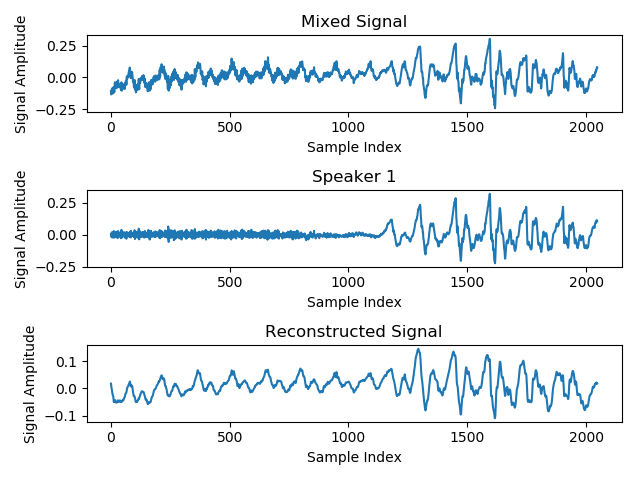 Mixed Signal
Signal Amplitude
0.25
0.00
−0.25
0 500 1000 1500 2000
Sample Index
Speaker 1
Signal Amplitude
0.25
0.00
−0.25
0 500 1000 1500 2000
Sample Index
Reconstructed Signal
Signal Amplitude
0.1
0.0
−0.1
0 500 1000 1500 2000
Sample Index